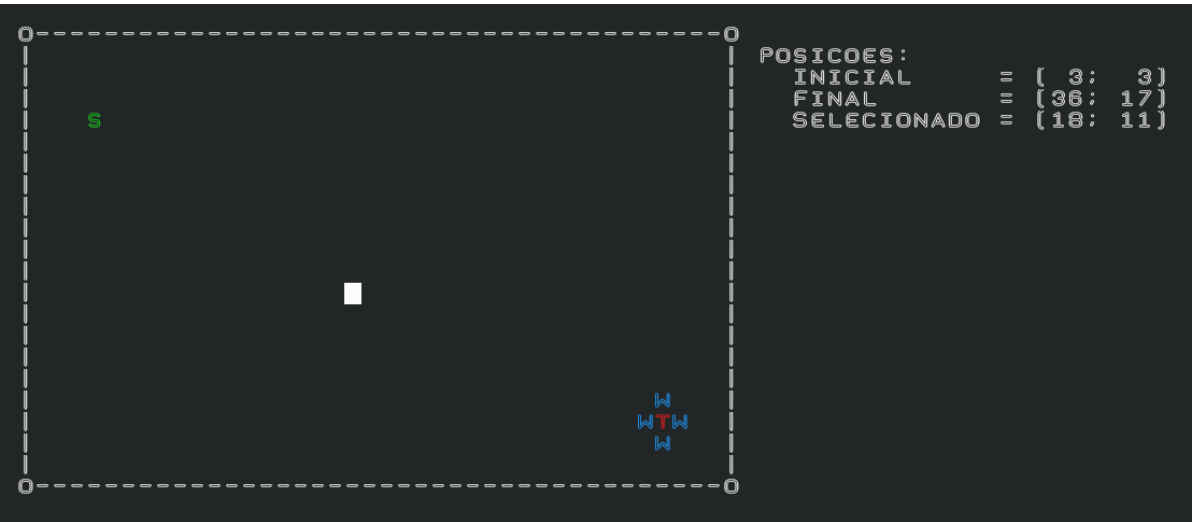 POSICOES:
INICIAL = ( 3; 3)
FINAL = (36; 17)
SELECIONADO = (18; 11)
S
W
WTW
W